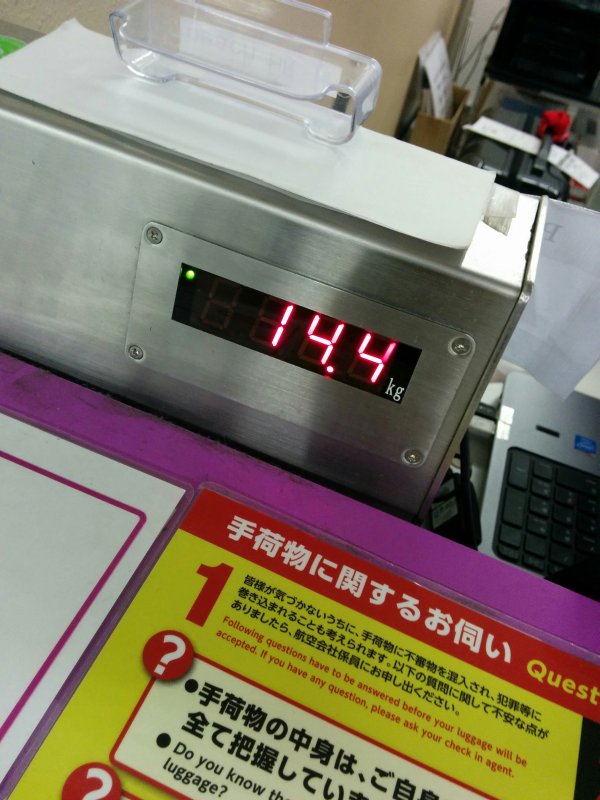 14.4
kg
手荷物に関するお伺い
Quest
1
皆様が気づかないうちに、手荷物に不審物を混入され、犯罪等に
巻き込まれることも考えられます。以下の質問に関して不安な点が
ありましたら、航空会社係員にお申し出ください。
Following questions have to be answered before your luggage will be
accepted. If you have any question, please ask your check in agent.
?
●手荷物の中身は、ご自身
全て把握してい
● Do you know the
luggage?
?